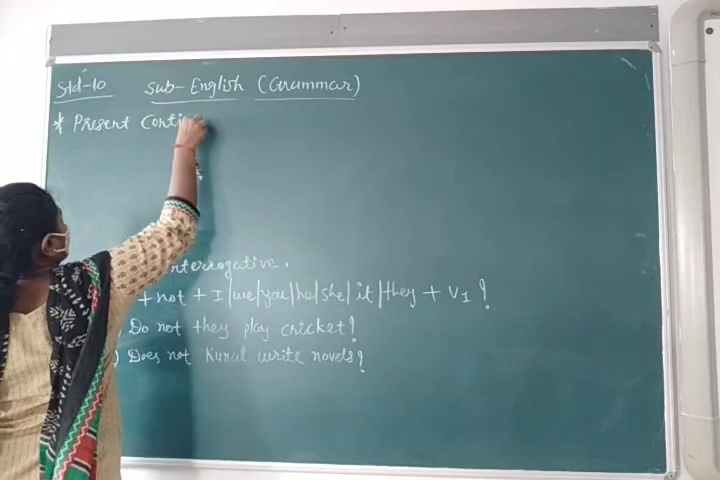 Std-10 Sub-English (Grammar)
* Present Conti
nterrogative.
+ not + I/we/you/he/she/it/they + V1 ?
Do not they play cricket?
) Does not Kunal write novels?